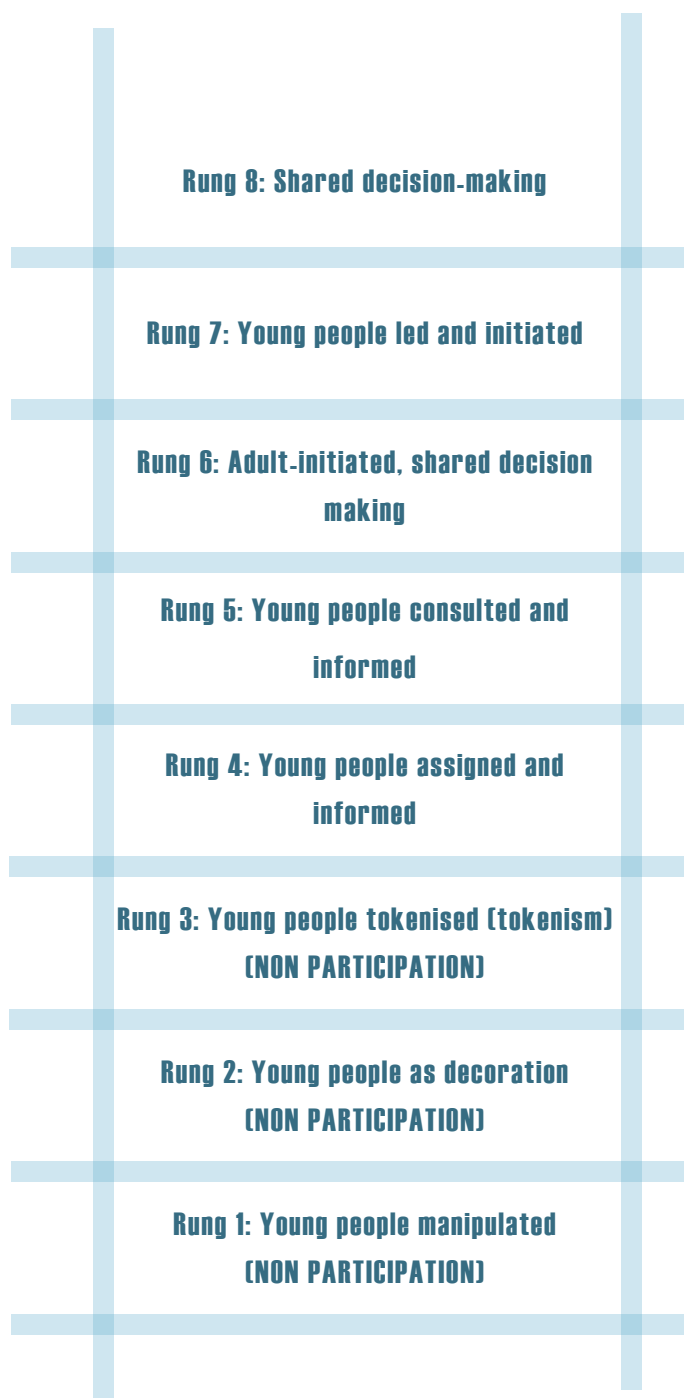 Rung 8: Shared decision-making
Rung 7: Young people led and initiated
Rung 6: Adult-initiated, shared decision
making
Rung 5: Young people consulted and
informed
Rung 4: Young people assigned and
informed
Rung 3: Young people tokenised (tokenism)
(NON PARTICIPATION)
Rung 2: Young people as decoration
(NON PARTICIPATION)
Rung 1: Young people manipulated
(NON PARTICIPATION)